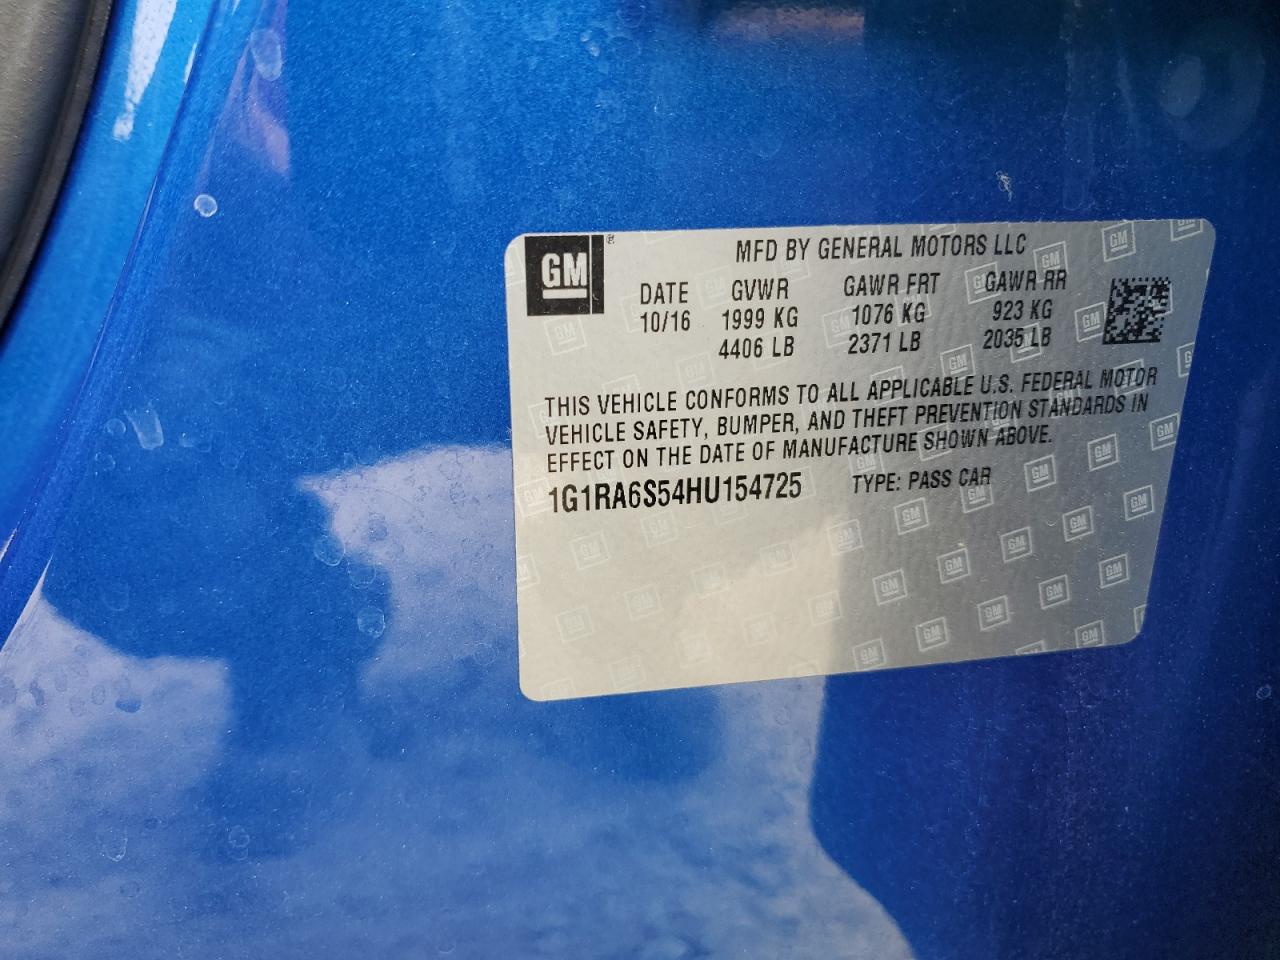 GM®
MFD BY GENERAL MOTORS LLC
DATE GVWR GAWR FRT GAWR RR
10/16 1999 KG 1076 KG 923 KG
4406 LB 2371 LB 2035 LB
THIS VEHICLE CONFORMS TO ALL APPLICABLE U.S. FEDERAL MOTOR
VEHICLE SAFETY, BUMPER, AND THEFT PREVENTION STANDARDS IN
EFFECT ON THE DATE OF MANUFACTURE SHOWN ABOVE.
1G1RA6S54HU154725 TYPE: PASS CAR